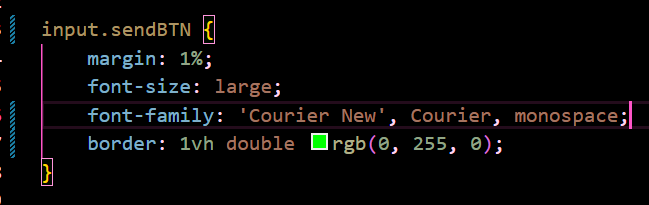 input.sendBTN {
margin: 1%;
font-size: large;
font-family: 'Courier New', Courier, monospace;
border: 1vh double rgb(0, 255, 0);
}